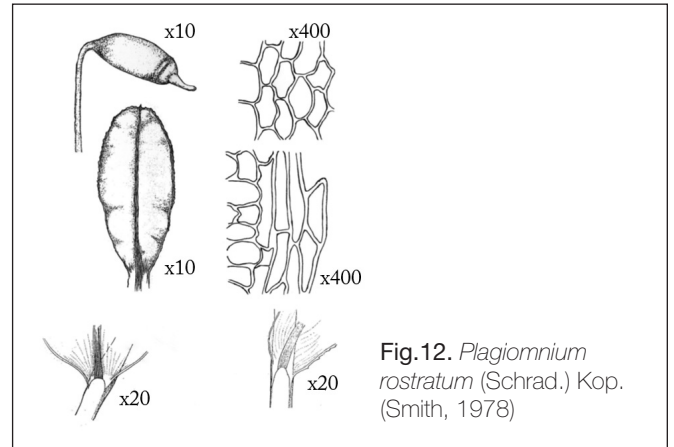 x10
x400
x10
x400
x20
x20
Fig.12. Plagiomnium
rostratum (Schrad.) Kop.
(Smith, 1978)